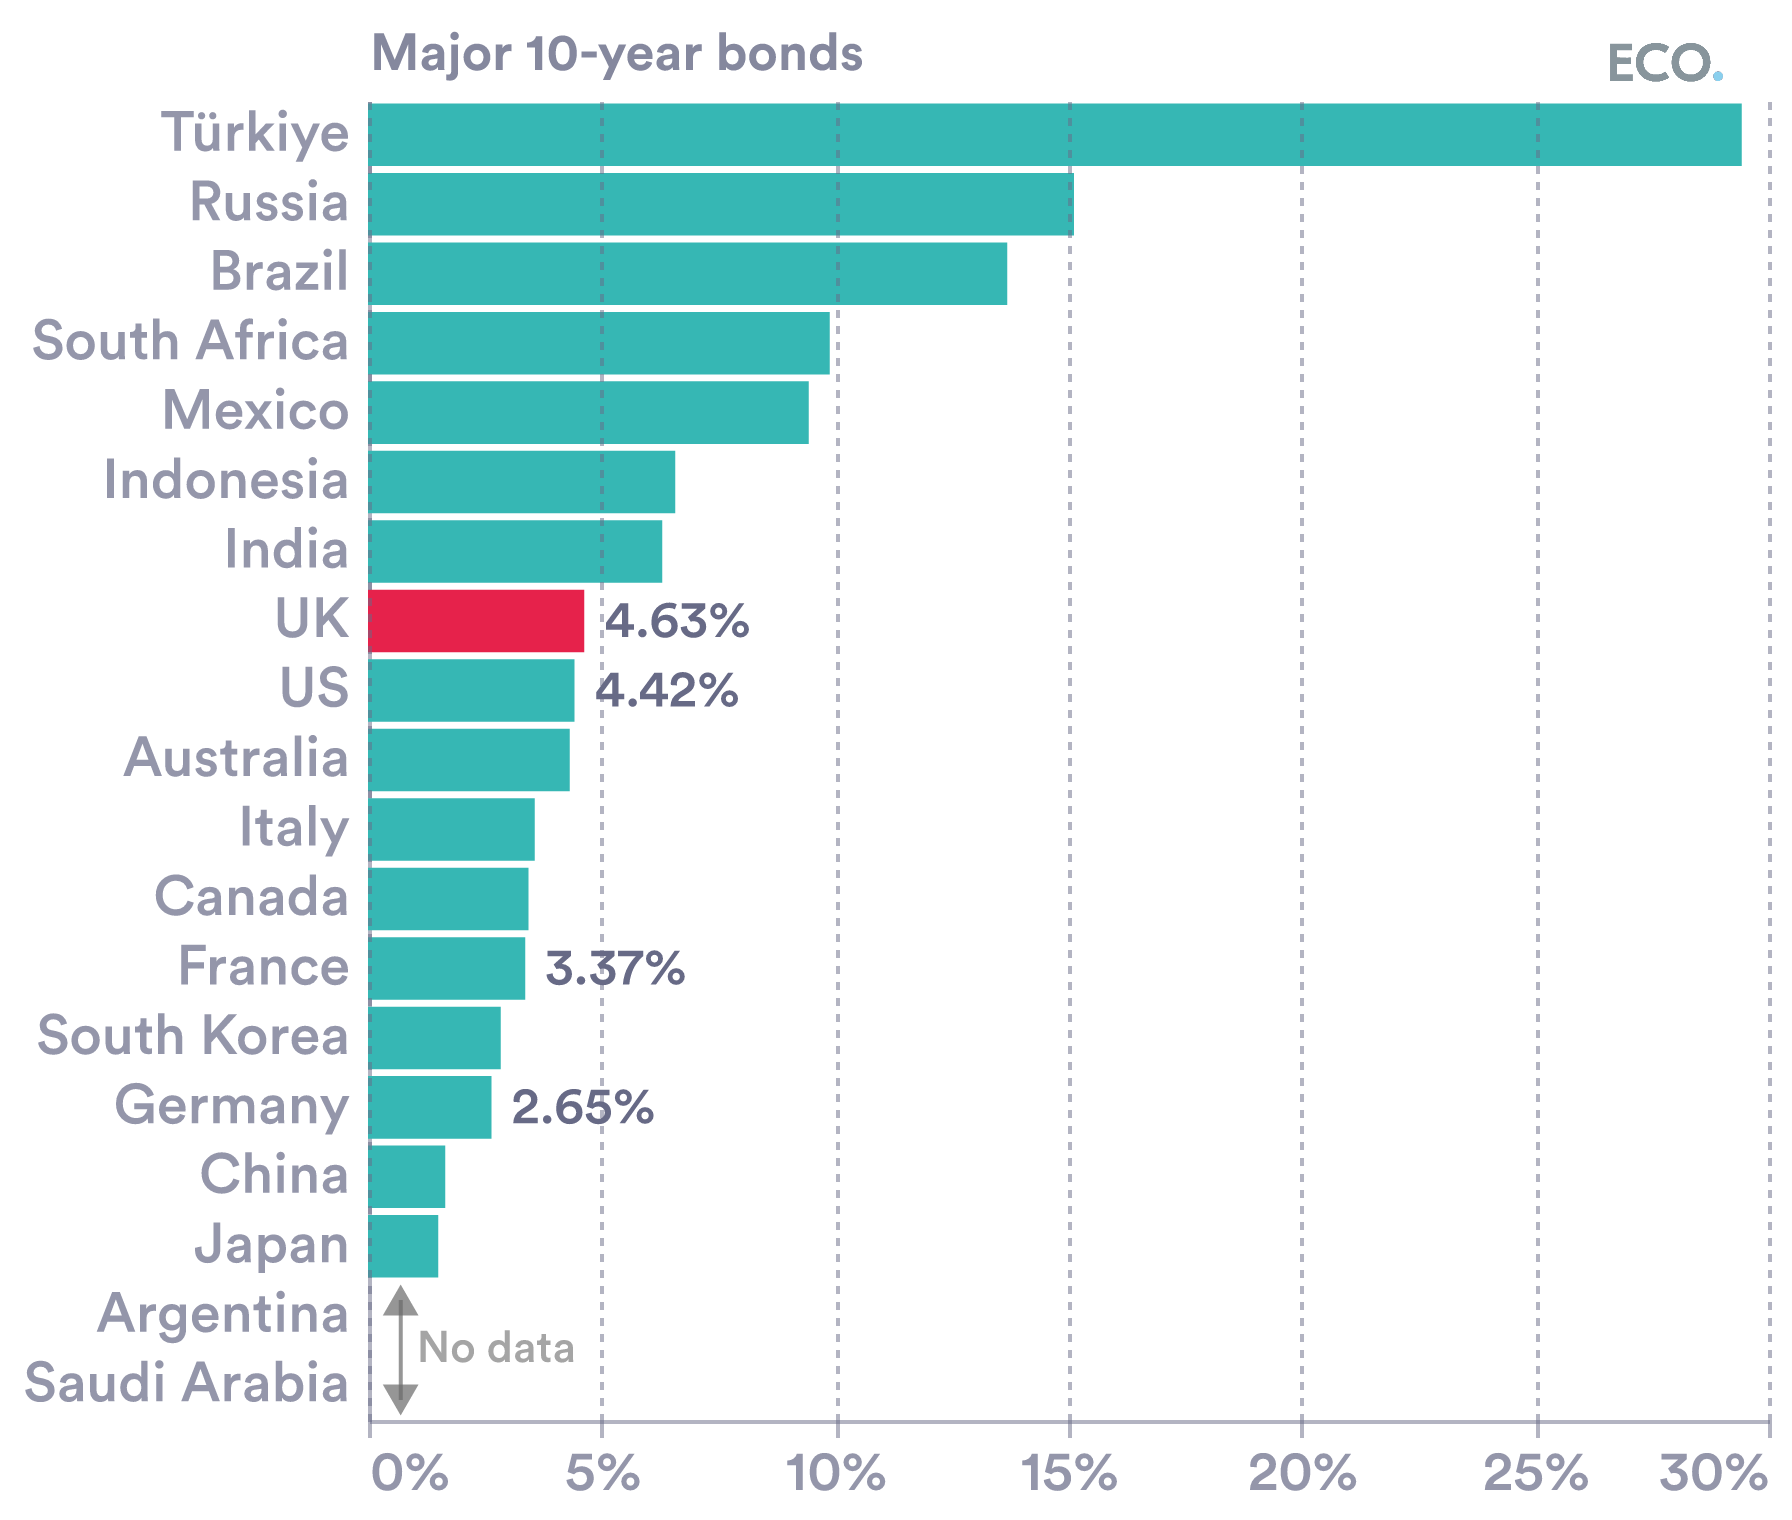 Major 10-year bonds
ECO.
Türkiye
Russia
Brazil
South Africa
Mexico
Indonesia
India
UK 4.63%
US 4.42%
Australia
Italy
Canada
France 3.37%
South Korea
Germany 2.65%
China
Japan
Argentina
No data
Saudi Arabia
0% 5% 10% 15% 20% 25% 30%